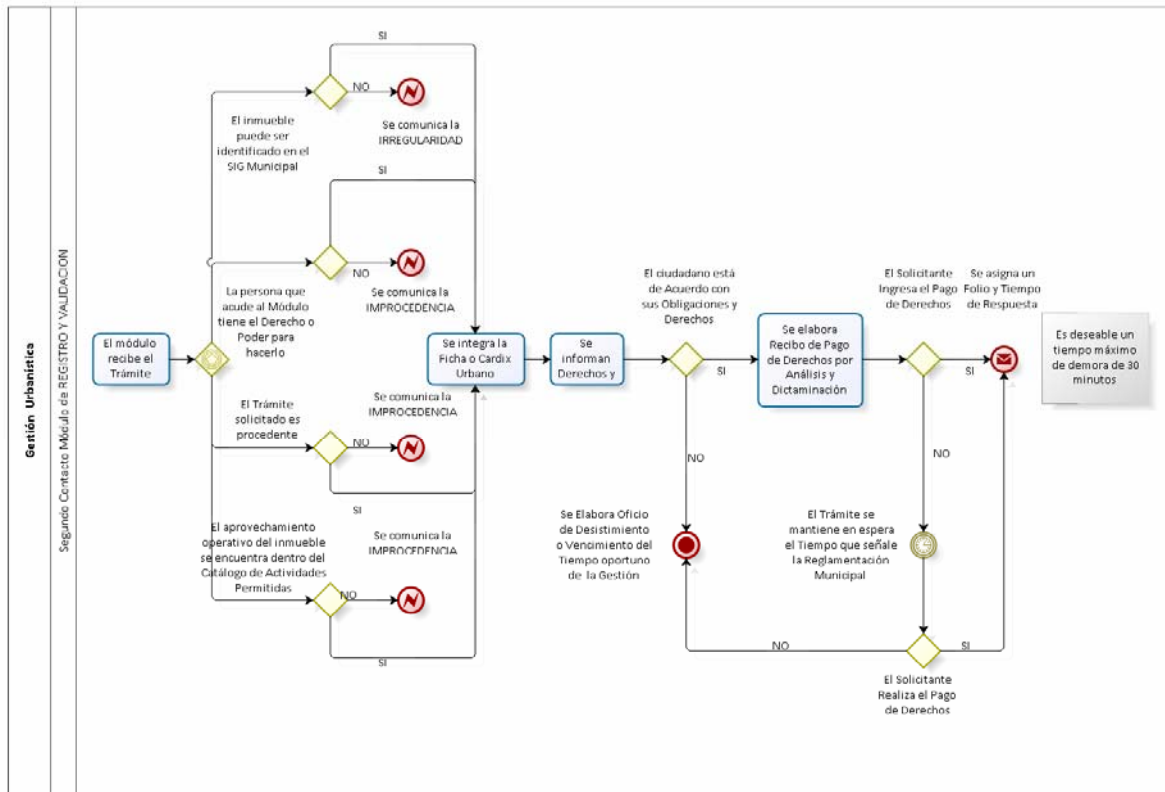 Gestión Urbanística
Segundo Contacto Módulo de REGISTRO Y VALIDACION
SI
NO
El inmueble
puede ser
identificado en el
SIG Municipal
Se comunica la
IRREGULARIDAD
SI
NO
La persona que
acude al Módulo
tiene el Derecho o
Poder para
hacerlo
Se comunica la
IMPROCEDENCIA
El módulo
recibe el
Trámite
El Trámite
solicitado es
procedente
NO
Se comunica la
IMPROCEDENCIA
SI
El aprovechamiento
operativo del inmueble
se encuentra dentro del
Catálogo de Actividades
Permitidas
NO
Se comunica la
IMPROCEDENCIA
SI
Se integra la
Ficha o Cardix
Urbano
Se
informan
Derechos y
El ciudadano está
de Acuerdo con
sus Obligaciones y
Derechos
SI
NO
Se elabora
Recibo de Pago
de Derechos por
Análisis y
Dictaminación
El Solicitante
Ingresa el Pago
de Derechos
SI
NO
Se asigna un
Folio y Tiempo
de Respuesta
Es deseable un
tiempo máximo
de demora de 30
minutos
Se Elabora Oficio
de Desistimiento
o Vencimiento del
Tiempo oportuno
de la Gestión
El Trámite se
mantiene en espera
el Tiempo que señale
la Reglamentación
Municipal
NO
SI
El Solicitante
Realiza el Pago
de Derechos